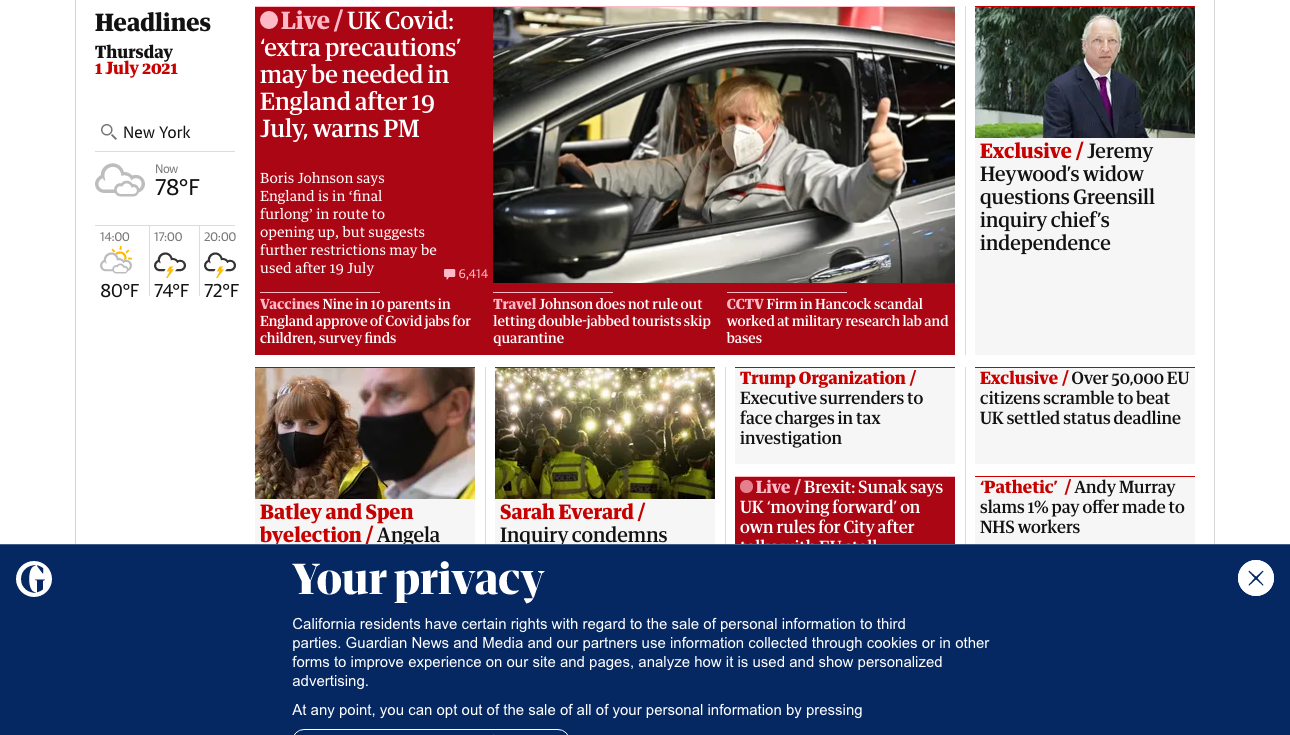 Headlines
Thursday
1 July 2021
New York
Now
78°F
14:00 17:00 20:00
80°F 74°F 72°F
Live / UK Covid:
‘extra precautions’
may be needed in
England after 19
July, warns PM
Boris Johnson says
England is in ‘final
furlong’ in route to
opening up, but suggests
further restrictions may be
used after 19 July
6,414
Vaccines Nine in 10 parents in
England approve of Covid jabs for
children, survey finds
Travel Johnson does not rule out
letting double-jabbed tourists skip
quarantine
CCTV Firm in Hancock scandal
worked at military research lab and
bases
Exclusive / Jeremy
Heywood’s widow
questions Greensill
inquiry chief’s
independence
Batley and Spen
byelection / Angela
Sarah Everard /
Inquiry condemns
Trump Organization /
Executive surrenders to
face charges in tax
investigation
Live / Brexit: Sunak says
UK ‘moving forward’ on
own rules for City after
Exclusive / Over 50,000 EU
citizens scramble to beat
UK settled status deadline
‘Pathetic’ / Andy Murray
slams 1% pay offer made to
NHS workers
Your privacy
California residents have certain rights with regard to the sale of personal information to third
parties. Guardian News and Media and our partners use information collected through cookies or in other
forms to improve experience on our site and pages, analyze how it is used and show personalized
advertising.
At any point, you can opt out of the sale of all of your personal information by pressing